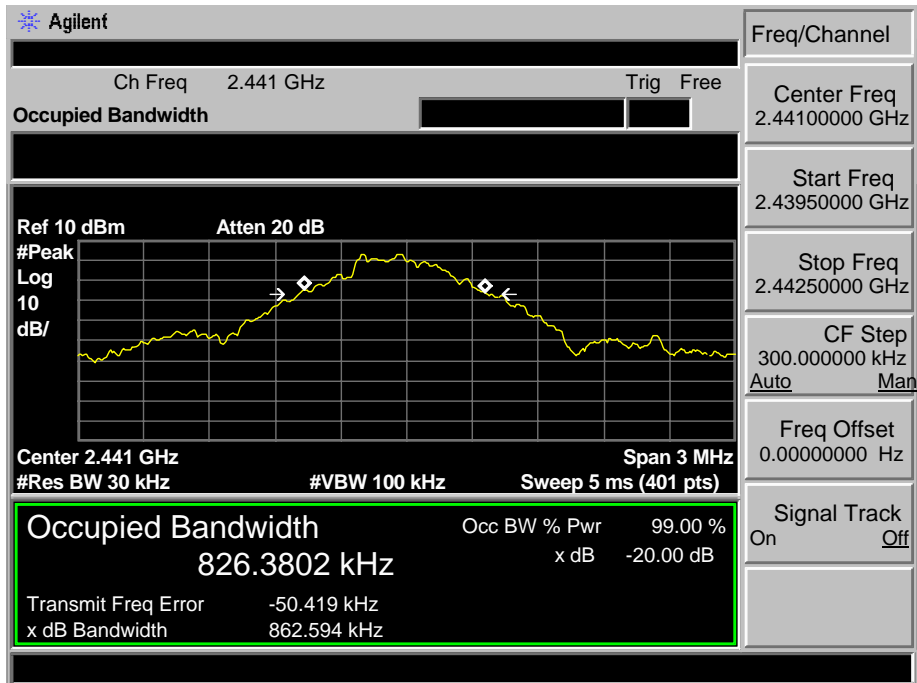 Agilent
Ch Freq 2.441 GHz Trig Free
Occupied Bandwidth
Ref 10 dBm Atten 20 dB
#Peak
Log
10
dB/
Center 2.441 GHz Span 3 MHz
#Res BW 30 kHz #VBW 100 kHz Sweep 5 ms (401 pts)
Occupied Bandwidth
826.3802 kHz
Occ BW % Pwr 99.00 %
x dB -20.00 dB
Transmit Freq Error -50.419 kHz
x dB Bandwidth 862.594 kHz
Freq/Channel
Center Freq
2.44100000 GHz
Start Freq
2.43950000 GHz
Stop Freq
2.44250000 GHz
CF Step
300.000000 kHz
Auto Man
Freq Offset
0.00000000 Hz
Signal Track
On Off